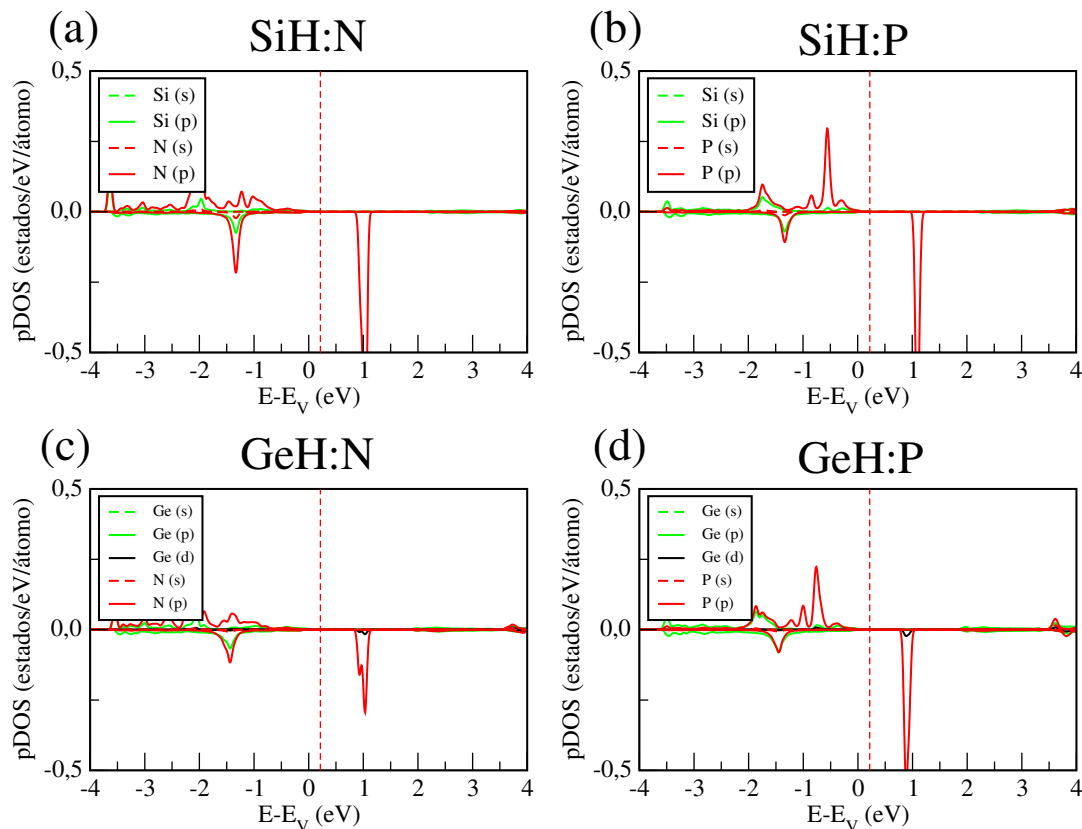 (a)
SiH:N
pDOS (estados/eV/átomo)
0,5
0,0
-0,5
Si (s)
Si (p)
N (s)
N (p)
-4 -3 -2 -1 0 1 2 3 4
E-E_V (eV)
(b)
SiH:P
pDOS (estados/eV/átomo)
0,5
0,0
-0,5
Si (s)
Si (p)
P (s)
P (p)
-4 -3 -2 -1 0 1 2 3 4
E-E_V (eV)
(c)
GeH:N
pDOS (estados/eV/átomo)
0,5
0,0
-0,5
Ge (s)
Ge (p)
Ge (d)
N (s)
N (p)
-4 -3 -2 -1 0 1 2 3 4
E-E_V (eV)
(d)
GeH:P
pDOS (estados/eV/átomo)
0,5
0,0
-0,5
Ge (s)
Ge (p)
Ge (d)
P (s)
P (p)
-4 -3 -2 -1 0 1 2 3 4
E-E_V (eV)